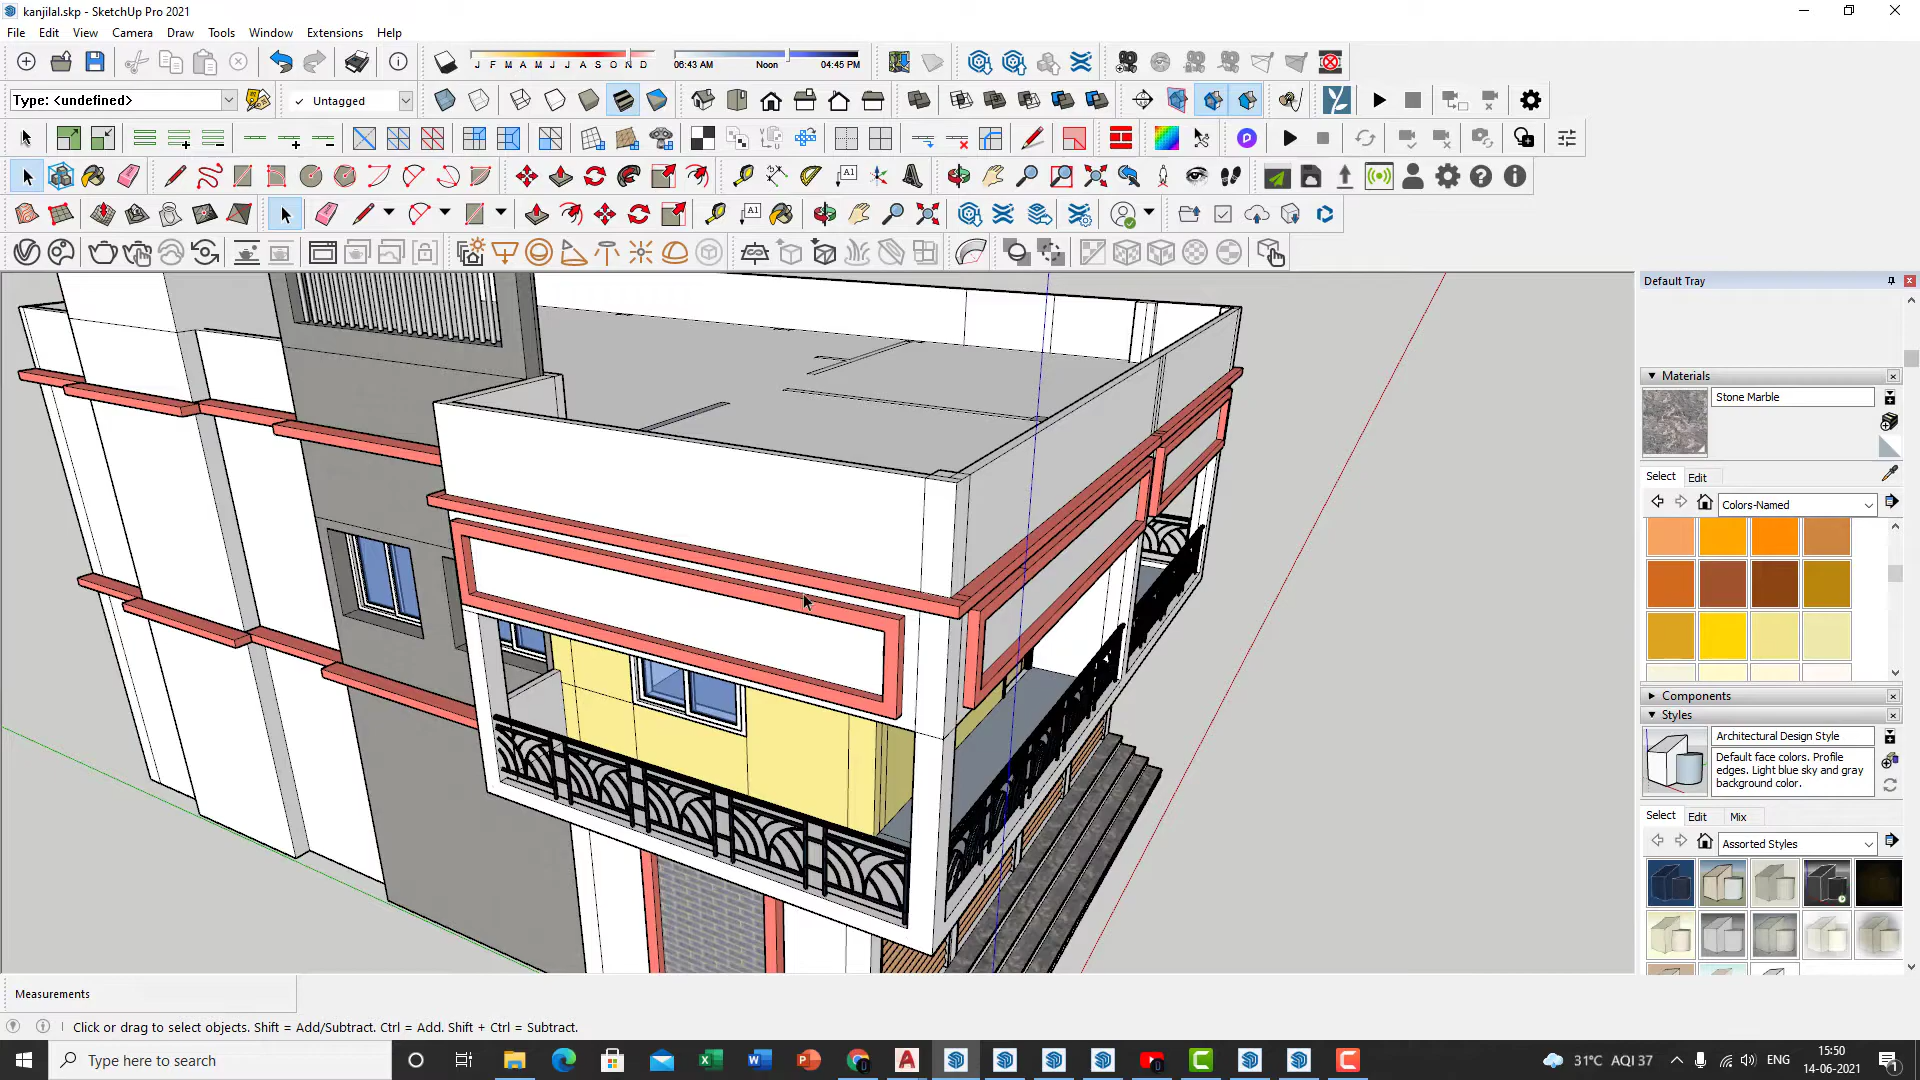 kanjilal.skp - SketchUp Pro 2021
File Edit View Camera Draw Tools Window Extensions Help
J F M A M J J A S O N D
06:43 AM Noon 04:45 PM
Type: <undefined>
Untagged
A1
A1
Default Tray
Materials
Stone Marble
Select Edit
Colors-Named
Components
Styles
Architectural Design Style
Default face colors. Profile
edges. Light blue sky and gray
background color.
Select Edit Mix
Assorted Styles
Measurements
Click or drag to select objects. Shift = Add/Subtract. Ctrl = Add. Shift + Ctrl = Subtract.
Type here to search
31°C AQI 37
ENG
15:50
14-06-2021